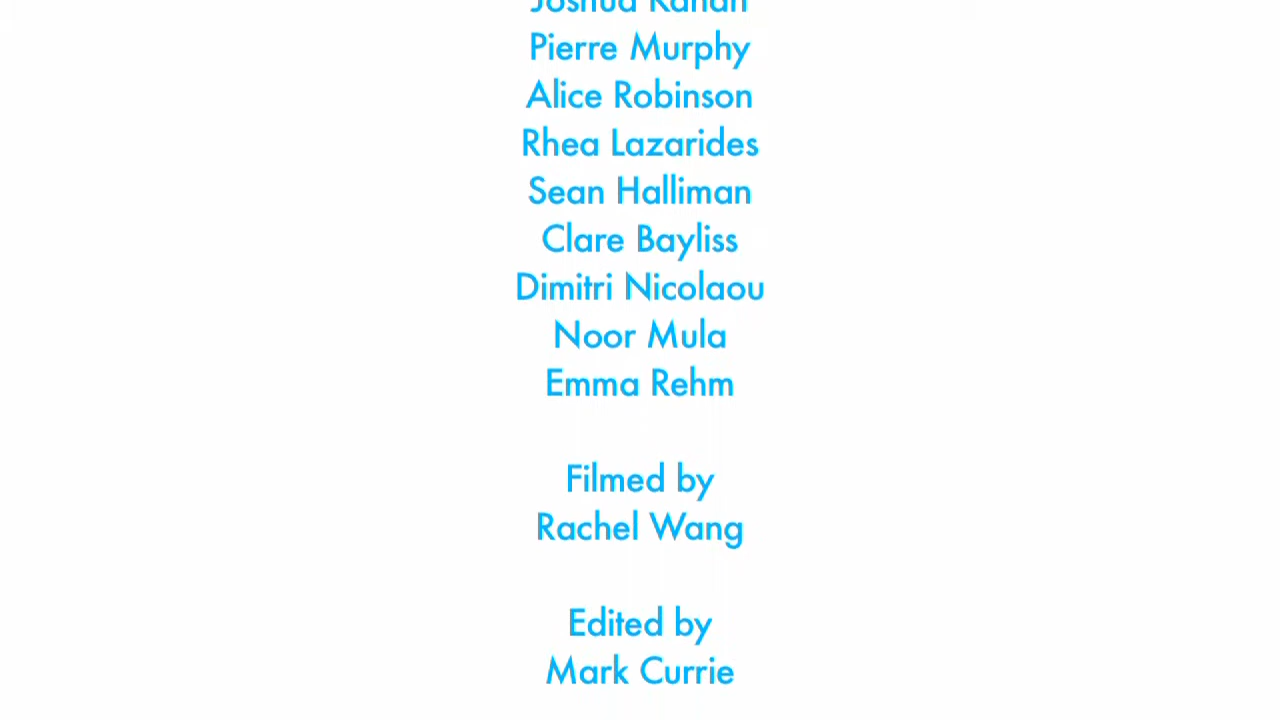 Joshua
Pierre Murphy
Alice Robinson
Rhea Lazarides
Sean Halliman
Clare Bayliss
Dimitri Nicolaou
Noor Mula
Emma Rehm
Filmed by
Rachel Wang
Edited by
Mark Currie